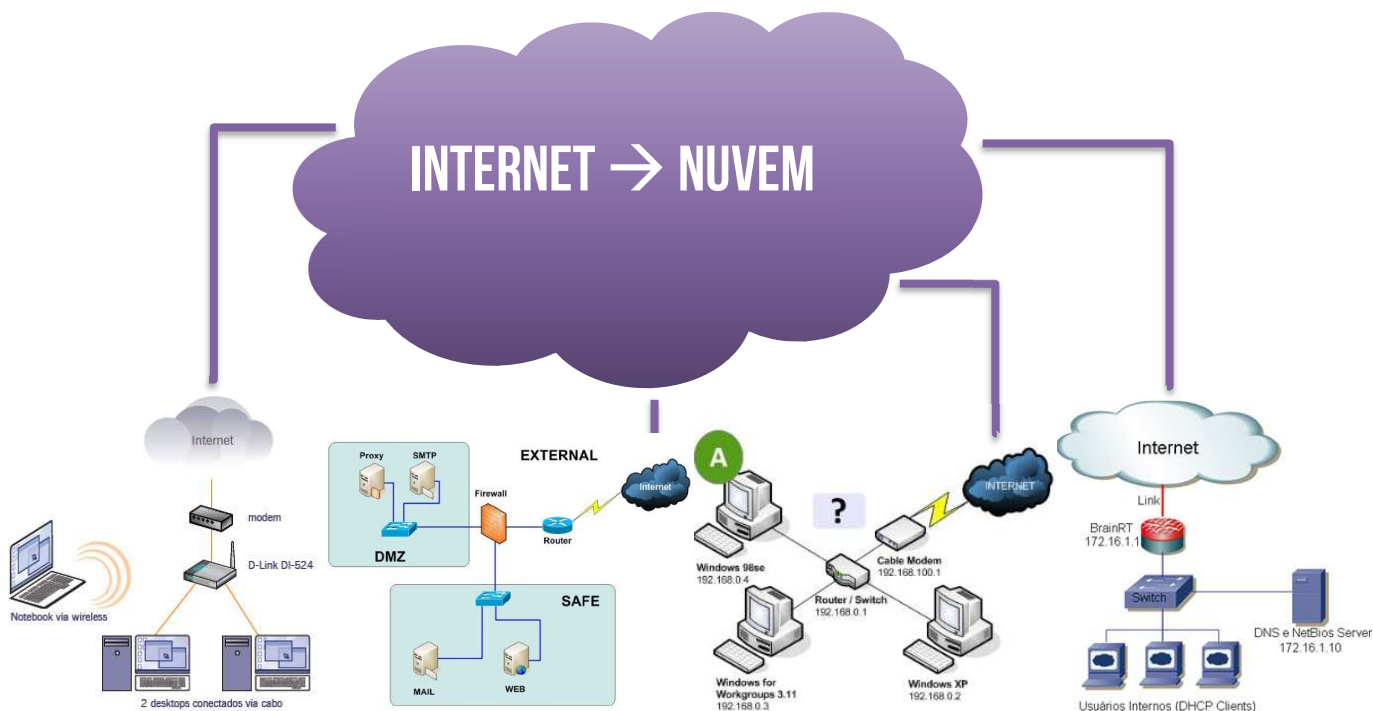 INTERNET → NUVEM
Internet
modem
D-Link DI-524
Notebook via wireless
2 desktops conectados via cabo
Proxy
SMTP
EXTERNAL
Internet
Firewall
Router
DMZ
SAFE
MAIL
WEB
A
?
INTERNET
Windows 98se
192.168.0.4
Cable Modem
192.168.100.1
Router / Switch
192.168.0.1
Windows for
Workgroups 3.11
192.168.0.3
Windows XP
192.168.0.2
Internet
Link
BrainRT
172.16.1.1
Switch
DNS e NetBios Server
172.16.1.10
Usuários Internos (DHCP Clients)